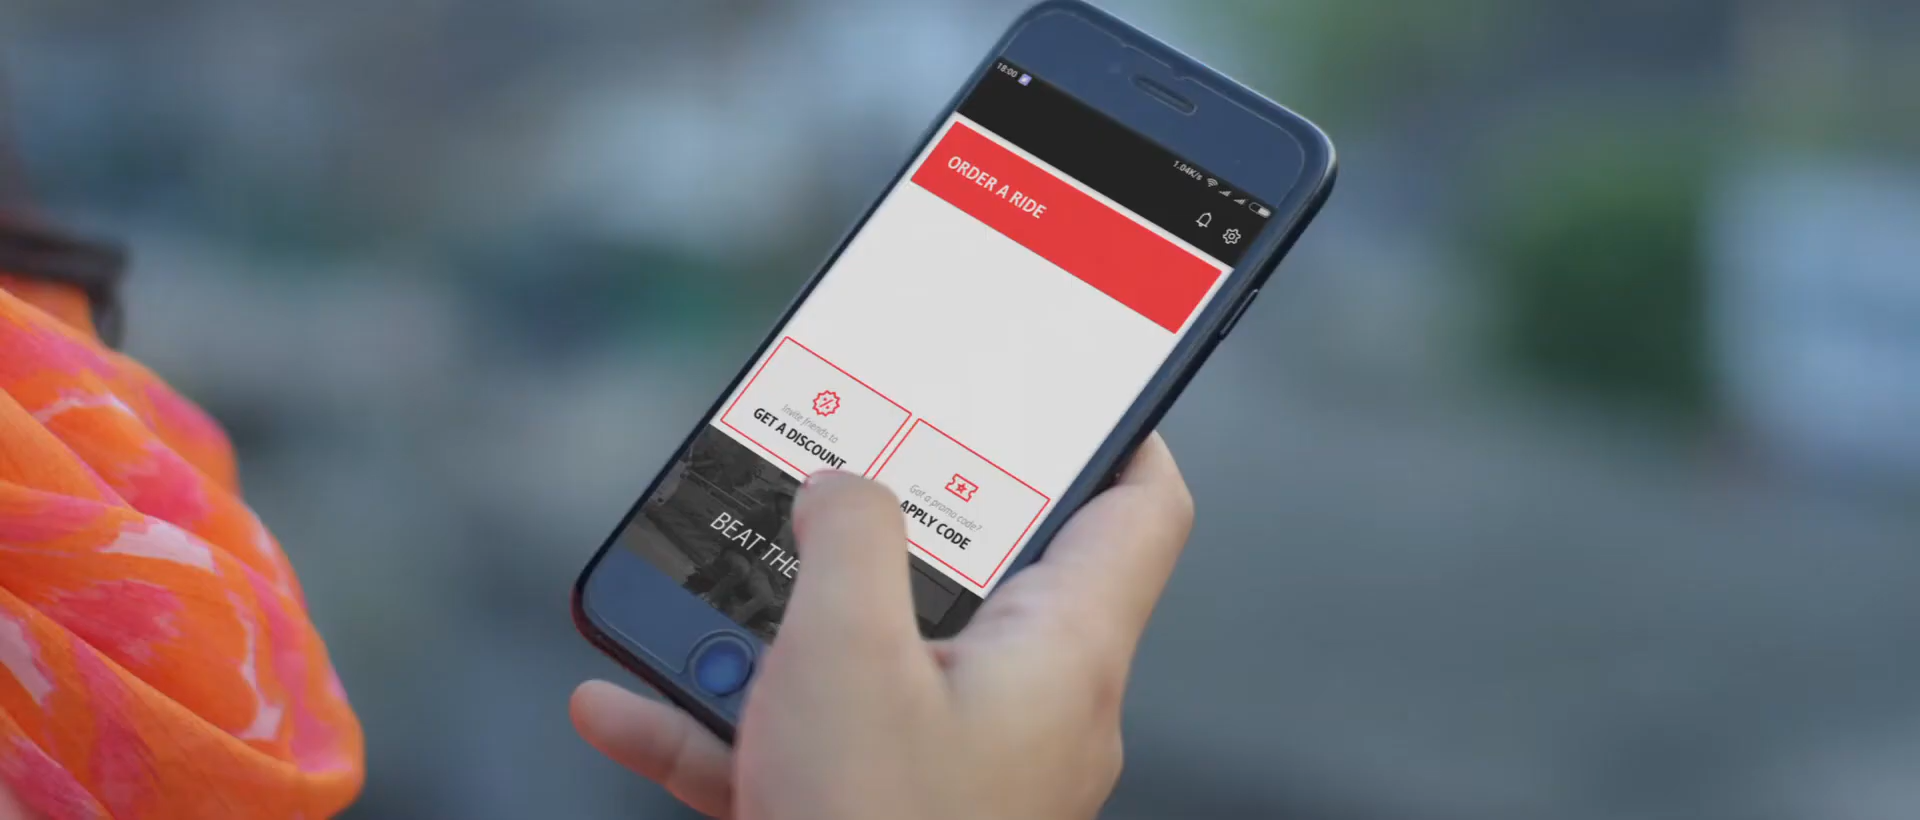 18:00
1.04K/s
ORDER A RIDE
Invite friends to
GET A DISCOUNT
Got a promo code?
APPLY CODE
BEAT THE